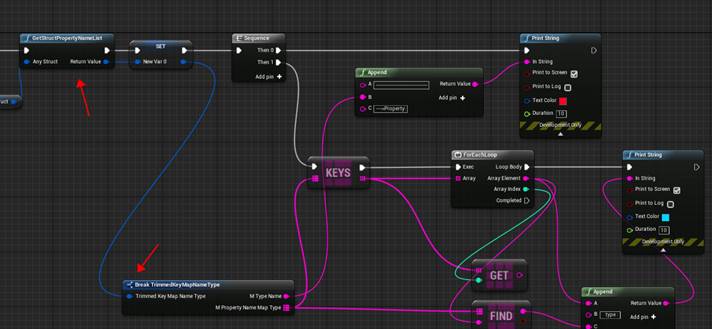 GetStructPropertyNameList
Any Struct Return Value
SET
New Var 0
Sequence
Then 0
Then 1
Add pin +
Append
A Return Value
B Add pin +
C --->Property
Print String
In String
Print to Screen
Print to Log
Text Color
Duration 10
Development Only
KEYS
ForEachLoop
Exec Loop Body
Array Array Element
Array Index
Completed
Print String
In String
Print to Screen
Print to Log
Text Color
Duration 10
Development Only
GET
Break TrimmedKeyMapNameType
Trimmed Key Map Name Type M Type Name
M Property Name Map Type
FIND
Append
A Return Value
B type Add pin +
C